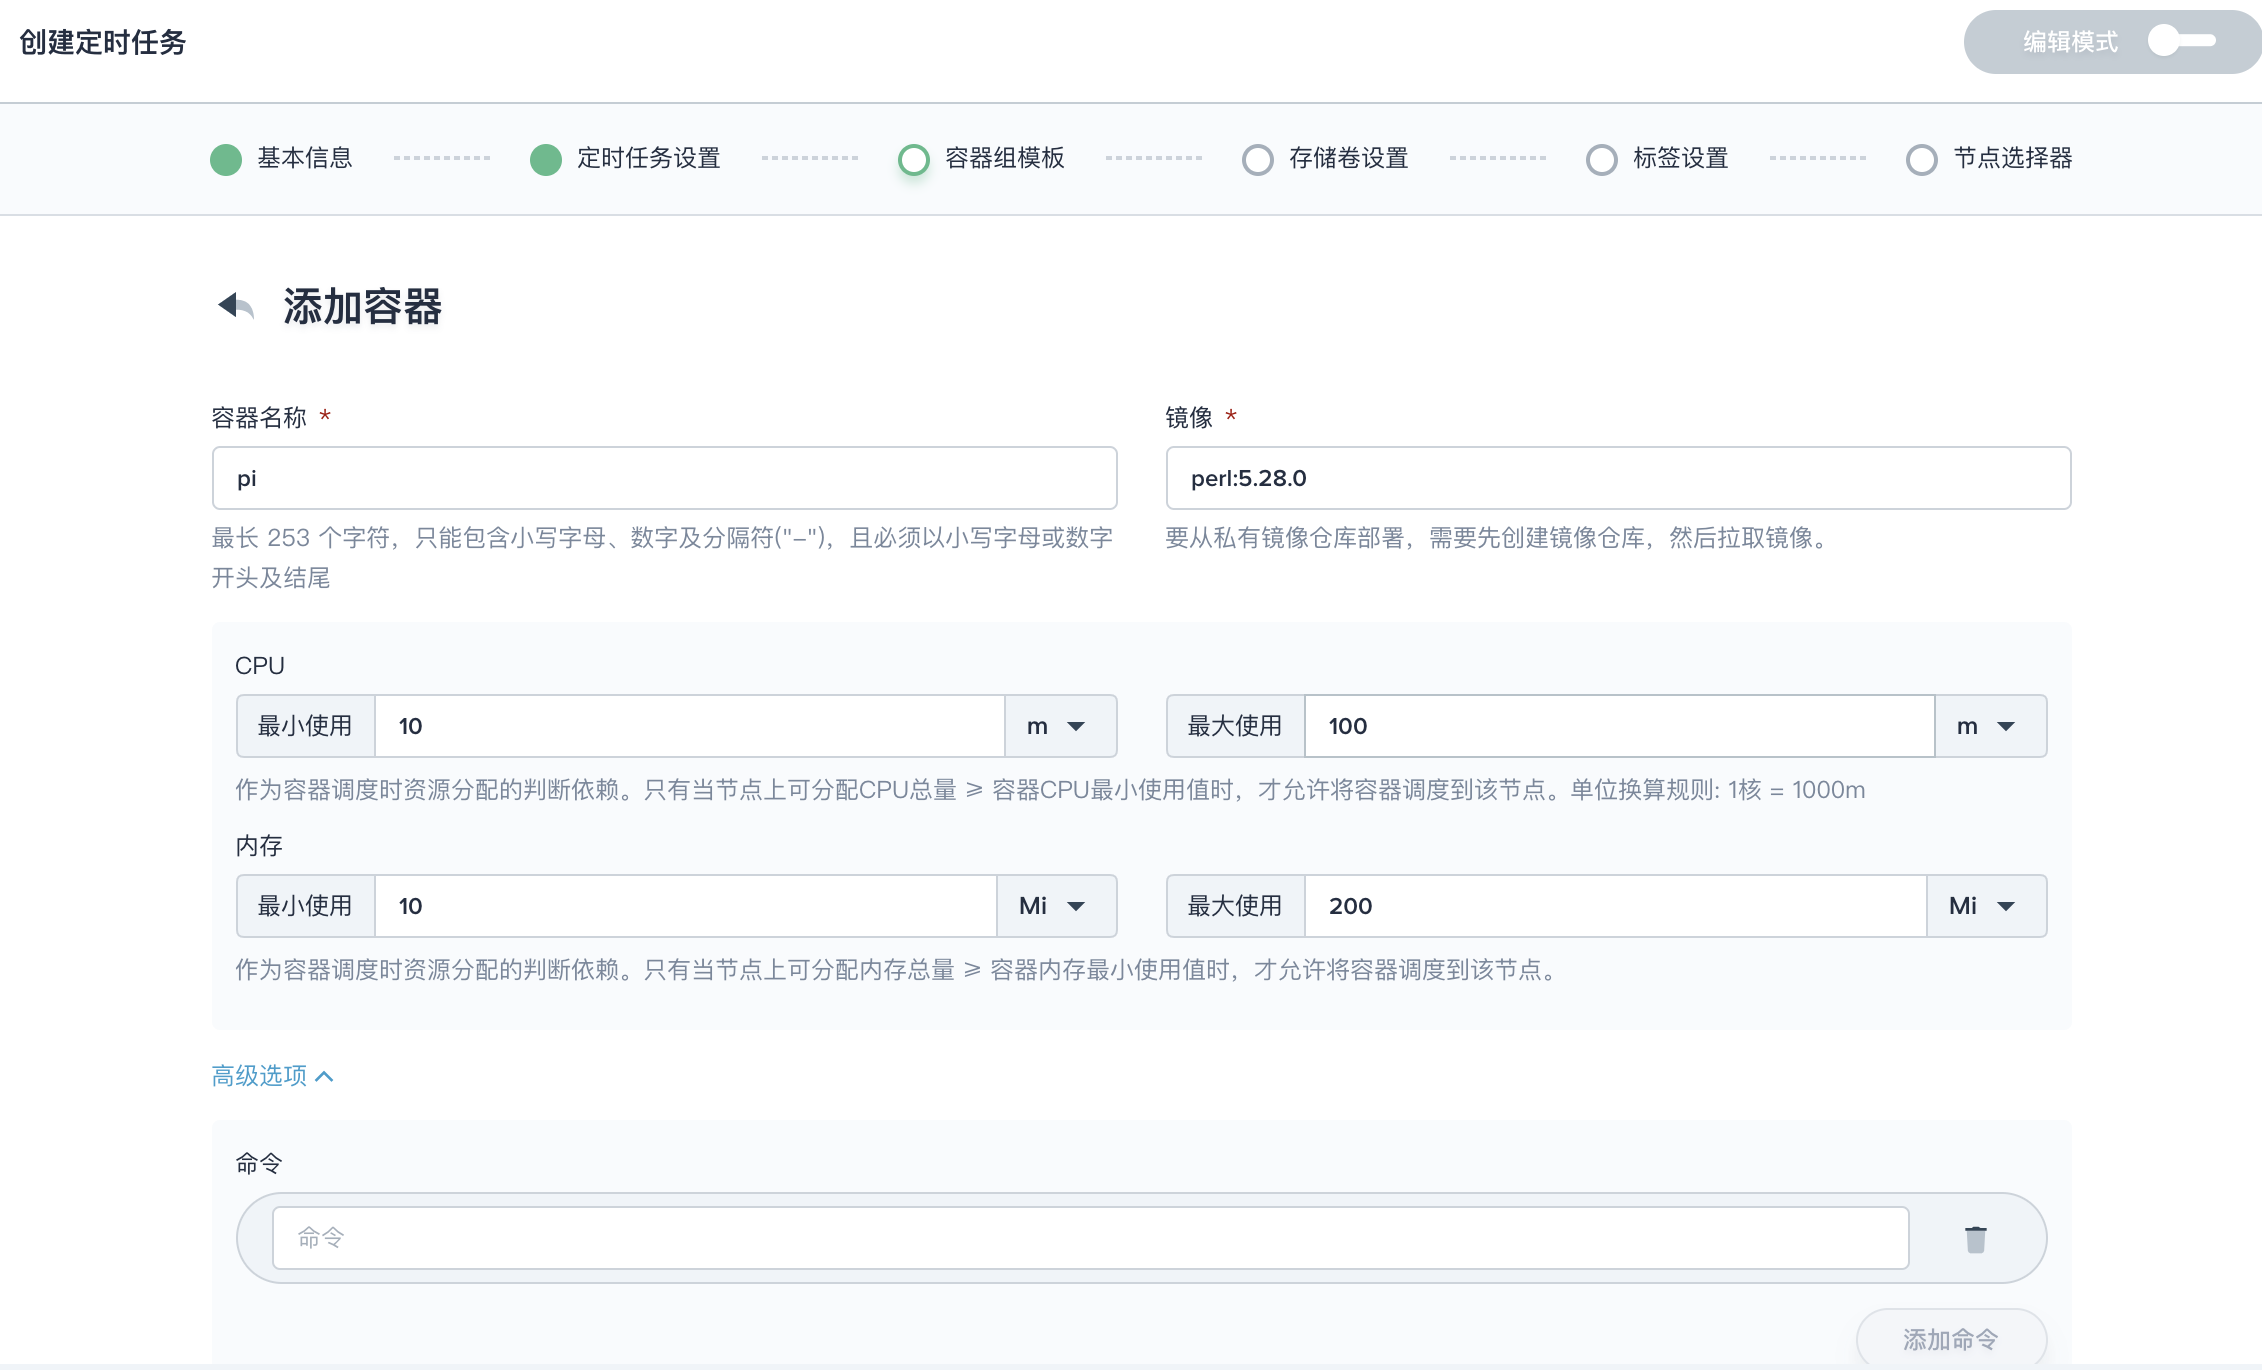 创建定时任务
编辑模式
基本信息
定时任务设置
容器组模板
存储卷设置
标签设置
节点选择器
添加容器
容器名称 *
镜像 *
pi
perl:5.28.0
最长 253 个字符，只能包含小写字母、数字及分隔符("-")，且必须以小写字母或数字
开头及结尾
要从私有镜像仓库部署，需要先创建镜像仓库，然后拉取镜像。
CPU
最小使用 10 m
最大使用 100 m
作为容器调度时资源分配的判断依赖。只有当节点上可分配CPU总量 ≥ 容器CPU最小使用值时，才允许将容器调度到该节点。单位换算规则: 1核 = 1000m
内存
最小使用 10 Mi
最大使用 200 Mi
作为容器调度时资源分配的判断依赖。只有当节点上可分配内存总量 ≥ 容器内存最小使用值时，才允许将容器调度到该节点。
高级选项
命令
命令
添加命令